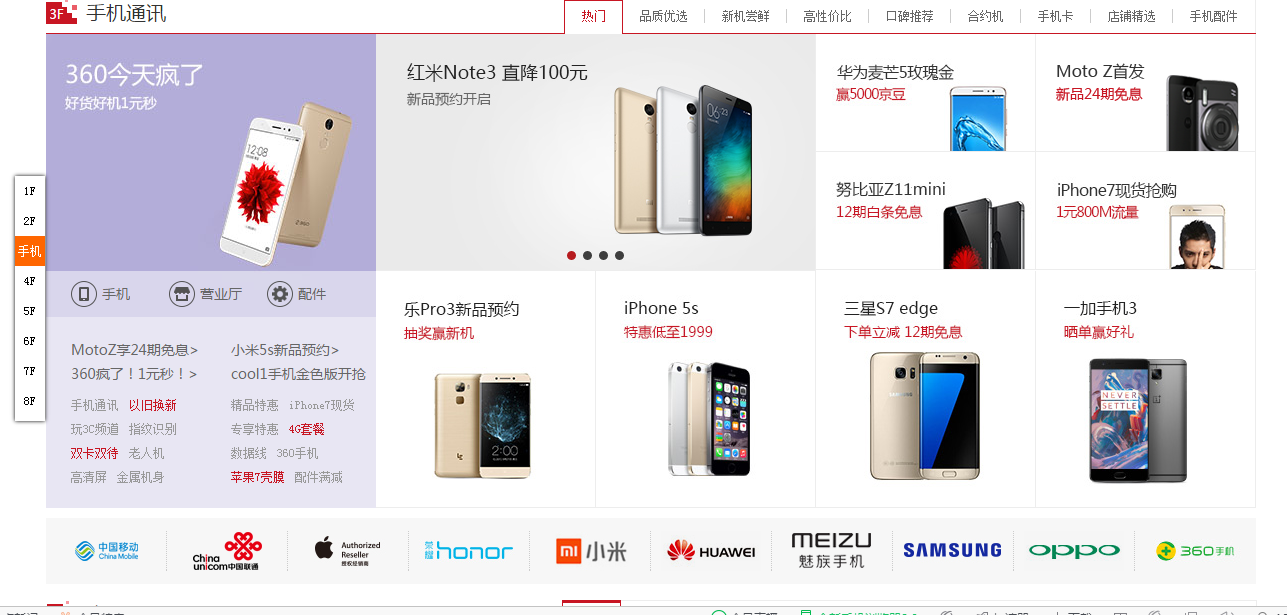 3F 手机通讯
热门 品质优选 新机尝鲜 高性价比 口碑推荐 合约机 手机卡 店铺精选 手机配件
360今天疯了
好货好机1元秒
12:08
红米Note3 直降100元
新品预约开启
06:23
华为麦芒5玫瑰金
赢5000京豆
Moto Z首发
新品24期免息
努比亚Z11mini
12期白条免息
iPhone7现货抢购
1元800M流量
1F
2F
手机
4F
5F
6F
7F
8F
手机 营业厅 配件
MotoZ享24期免息> 小米5s新品预约>
360疯了！1元秒！> cool1手机金色版开抢
手机通讯 以旧换新 精品特惠 iPhone7现货
玩3C频道 指纹识别 专享特惠 4G套餐
双卡双待 老人机 数据线 360手机
高清屏 金属机身 苹果7壳膜 配件满减
乐Pro3新品预约
抽奖赢新机
2:00
iPhone 5s
特惠低至1999
三星S7 edge
下单立减 12期免息
SAMSUNG
一加手机3
晒单赢好礼
NEVER
SETTLE
中国移动
China Mobile
China
unicom中国联通
Authorized
Reseller
授权经销商
荣耀 honor
mi 小米
HUAWEI
MEIZU
魅族手机
SAMSUNG
oppo
360手机